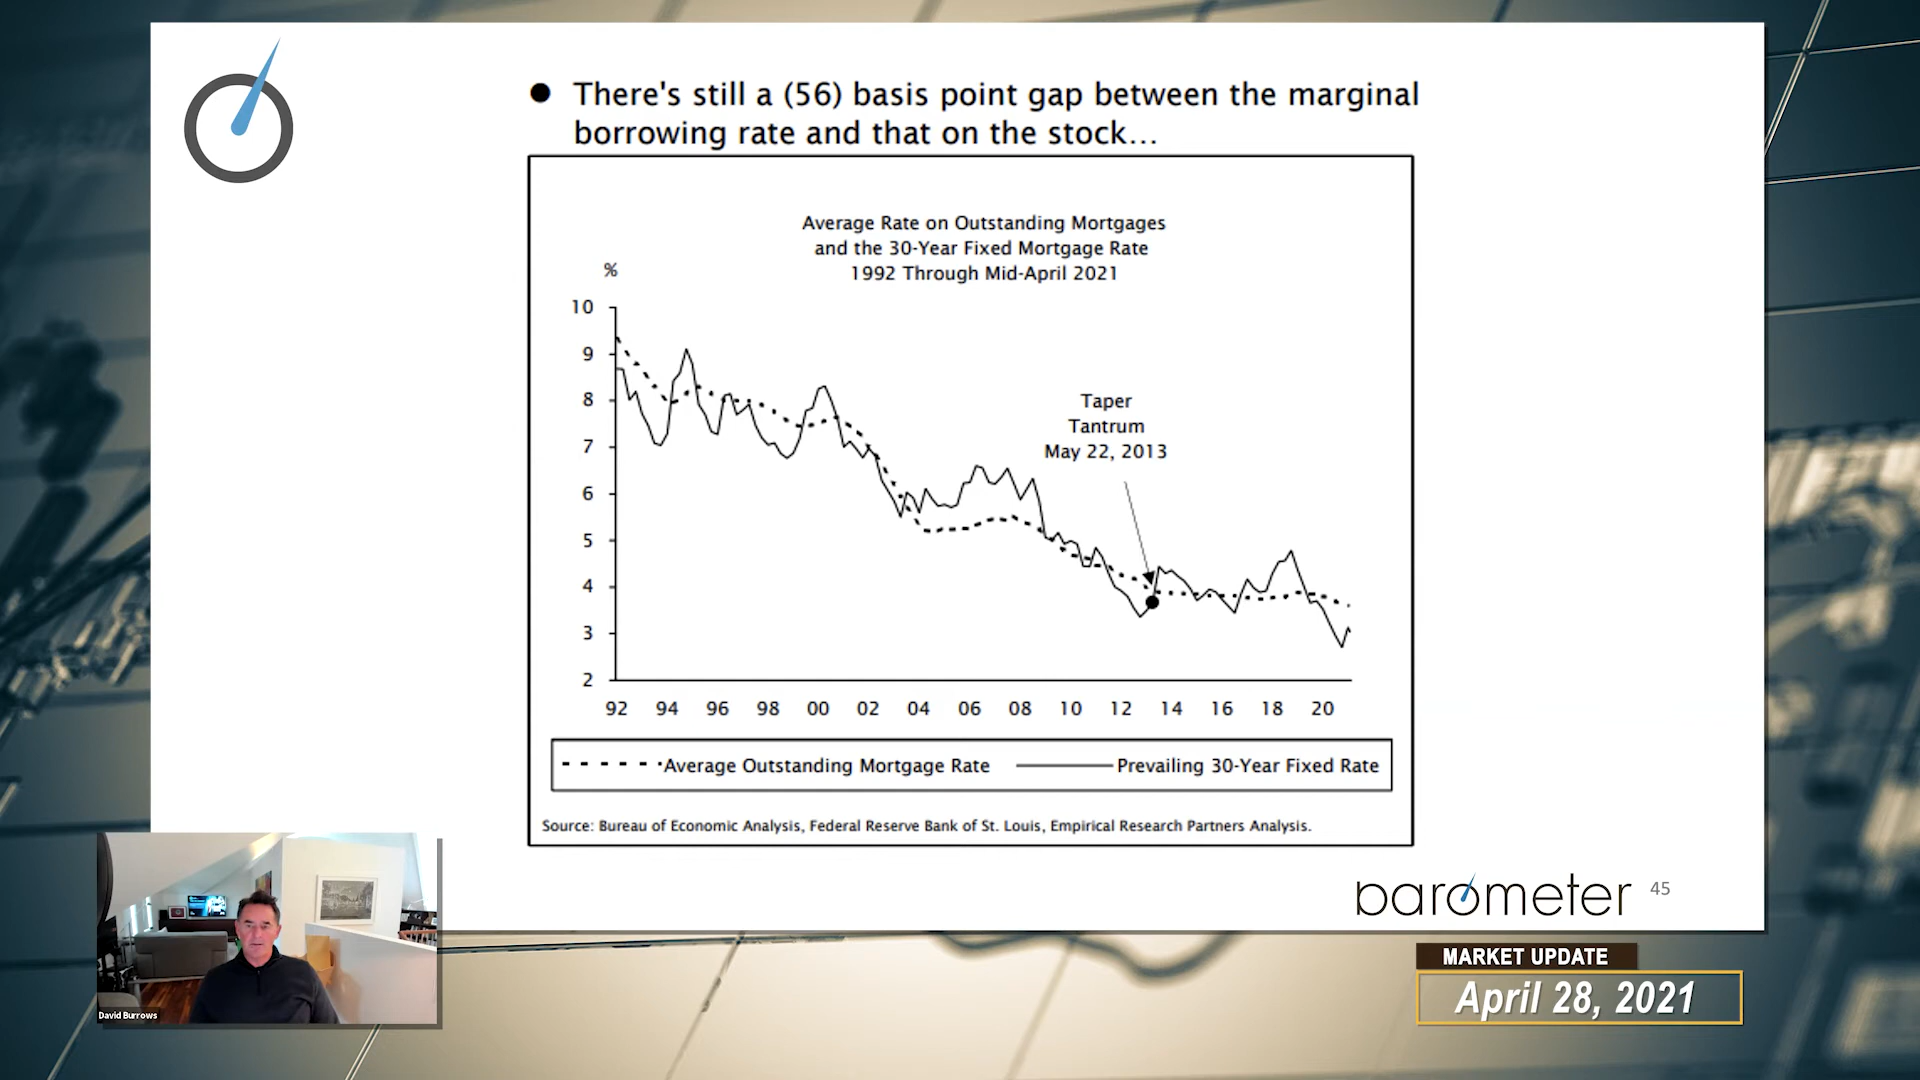 ● There's still a (56) basis point gap between the marginal
borrowing rate and that on the stock...
Average Rate on Outstanding Mortgages
and the 30-Year Fixed Mortgage Rate
1992 Through Mid-April 2021
%
10
9
8
7
6
5
4
3
2
Taper
Tantrum
May 22, 2013
92 94 96 98 00 02 04 06 08 10 12 14 16 18 20
Average Outstanding Mortgage Rate Prevailing 30-Year Fixed Rate
Source: Bureau of Economic Analysis, Federal Reserve Bank of St. Louis, Empirical Research Partners Analysis.
barometer 45
MARKET UPDATE
April 28, 2021
David Burrows